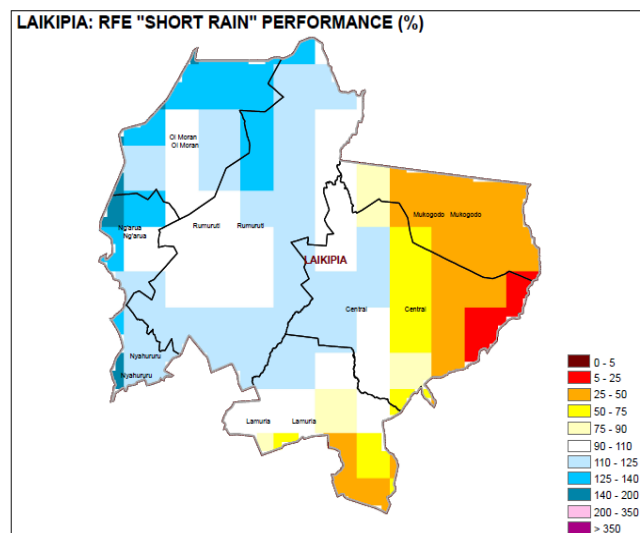 LAIKIPIA: RFE "SHORT RAIN" PERFORMANCE (%)
Ol Moran
Ol Moran
Mukogodo Mukogodo
Ng'arua
Ng'arua
Rumuruti Rumuruti
LAIKIPIA
Central Central
Nyahururu
Nyahururu
Lamuria Lamuria
0 - 5
5 - 25
25 - 50
50 - 75
75 - 90
90 - 110
110 - 125
125 - 140
140 - 200
200 - 350
> 350